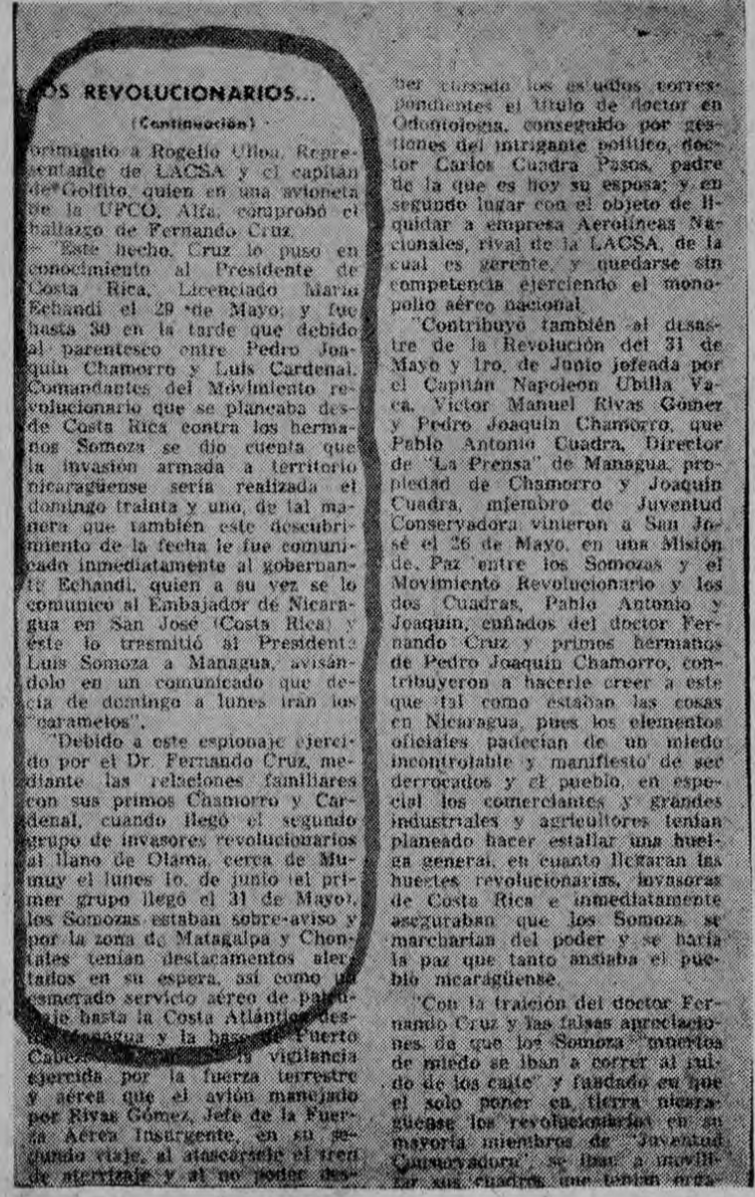 LOS REVOLUCIONARIOS...
(Continuación)
primignto a Rogelio Ulloa, Repre-
sentante de LACSA y el capitán
de Golfito, quien en una avioneta
de la UFCO, Alfa, comprobó el
hallazgo de Fernando Cruz.
— "Este hecho, Cruz lo puso en
conocimiento al Presidente de
Costa Rica, Licenciado Mario
Echandi el 29 de Mayo; y fue
hasta 30 en la tarde que debido
al parentesco entre Pedro Joa-
quín Chamorro y Luis Cardenal,
Comandantes del Movimiento re-
volucionario que se planeaba des-
de Costa Rica contra los herma-
nos Somoza se dio cuenta que
la invasión armada a territorio
nicaragüense sería realizada el
domingo trainta y uno, de tal ma-
nera que también este descubri-
miento de la fecha le fue comuni-
cado inmediatamente al gobernan-
te Echandi, quien a su vez se lo
comunicó al Embajador de Nicara-
gua en San José (Costa Rica) y
éste lo trasmitió al Presidente
Luis Somoza a Managua, avisán-
dolo en un comunicado que de-
cía de domingo a lunes irán los
"caramelos".
"Debido a este espionaje ejerci-
do por el Dr. Fernando Cruz, me-
diante las relaciones familiares
con sus primos Chamorro y Car-
denal, cuando llegó el segundo
grupo de invasores revolucionarios
al llano de Olama, cerca de Mu-
muy el lunes 1o. de junio (el pri-
mer grupo llegó el 31 de Mayo),
los Somozas estaban sobre-aviso y
por la zona de Matagalpa y Chon-
tales tenían destacamentos aler-
tados en su espera, así como un
esmerado servicio aéreo de patru-
llaje hasta la Costa Atlántica des-
de Managua y la base de Puerto
Cabezas la vigilancia
ejercida por la fuerza terrestre
y aérea que el avión manejado
por Rivas Gómez, Jefe de la Fuer-
za Aérea Insurgente, en su se-
gundo viaje, al atascársele el tren
de aterrizaje y al no poder des-
ber cursado los estudios corres-
pondientes el título de doctor en
Odontología, conseguido por ges-
tiones del intrigante político, doc-
tor Carlos Cuadra Pasos, padre
de la que es hoy su esposa; y en
segundo lugar con el objeto de li-
quidar a empresa Aerolíneas Na-
cionales, rival de la LACSA, de la
cual es gerente, y quedarse sin
competencia ejerciendo el mono-
polio aéreo nacional.
"Contribuyó también al desas-
tre de la Revolución del 31 de
Mayo y 1ro. de Junio jefeada por
el Capitán Napoleon Ubilla Va-
ca, Víctor Manuel Rivas Gómez
y Pedro Joaquín Chamorro, que
Pablo Antonio Cuadra, Director
de "La Prensa" de Managua, pro-
piedad de Chamorro y Joaquín
Cuadra, miembro de Juventud
Conservadora vinieron a San Jo-
sé el 26 de Mayo, en una Misión
de Paz entre los Somozas y el
Movimiento Revolucionario y los
dos Cuadras, Pablo Antonio y
Joaquín, cuñados del doctor Fer-
nando Cruz y primos hermanos
de Pedro Joaquín Chamorro, con-
tribuyeron a hacerle creer a este
que tal como estaban las cosas
en Nicaragua, pues los elementos
oficiales padecían de un miedo
incontrolable y manifiesto de ser
derrocados y el pueblo, en espe-
cial los comerciantes y grandes
industriales y agricultores tenían
planeado hacer estallar una huel-
ga general, en cuanto llegaran las
huertes revolucionarias, invasoras
de Costa Rica e inmediatamente
aseguraban que los Somoza se
marcharían del poder y se haría
la paz que tanto ansiaba el pue-
blo nicaragüense.
"Con la traición del doctor Fer-
nando Cruz y las falsas apreciacio-
nes de que los Somoza "muertos
de miedo se iban a correr al rui-
do de los caite" y fundado en que
el solo poner en tierra nicara-
güense los revolucionarios en su
mayoría miembros de "Juventud
Conservadora", se iban a movili-
zar sus cuadros que tenían orga-